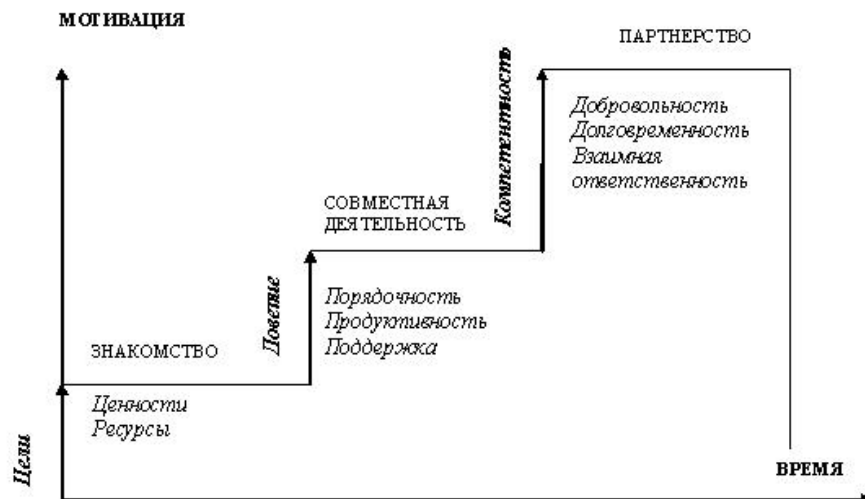 МОТИВАЦИЯ
ПАРТНЕРСТВО
Компетентность
Добровольность
Долговременность
Взаимная
ответственность
СОВМЕСТНАЯ
ДЕЯТЕЛЬНОСТЬ
Доверие
Порядочность
Продуктивность
Поддержка
ЗНАКОМСТВО
Цели
Ценности
Ресурсы
ВРЕМЯ